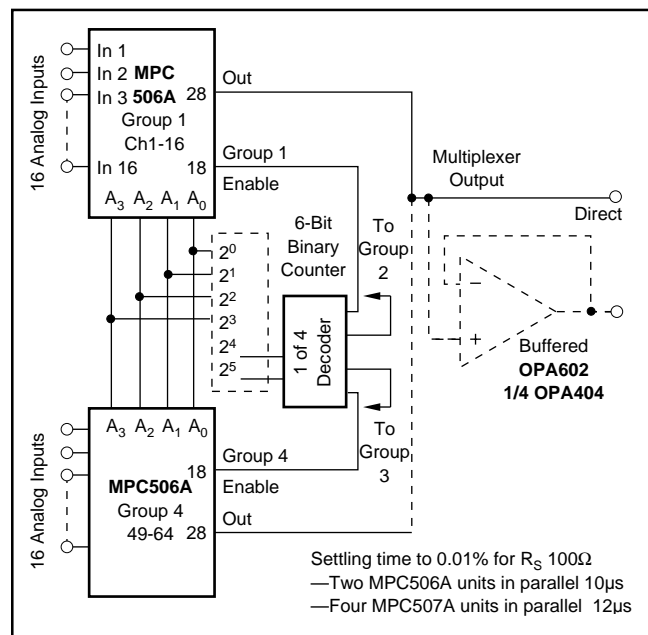 16 Analog Inputs
In 1
In 2 MPC
In 3 506A
Group 1
Ch1-16
In 16
28
18
A3 A2 A1 A0
Out
Group 1
Enable
Multiplexer
Output
Direct
6-Bit
Binary
Counter
To
Group
2
2^0
2^1
2^2
2^3
2^4
2^5
1 of 4
Decoder
Buffered
OPA602
1/4 OPA404
To
Group
3
16 Analog Inputs
A3 A2 A1 A0
18
MPC506A
Group 4
49-64
28
Group 4
Enable
Out
Settling time to 0.01% for RS 100Ω
—Two MPC506A units in parallel 10µs
—Four MPC507A units in parallel 12µs